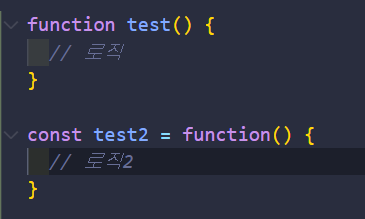 function test() {
// 로직
}
const test2 = function() {
// 로직2
}